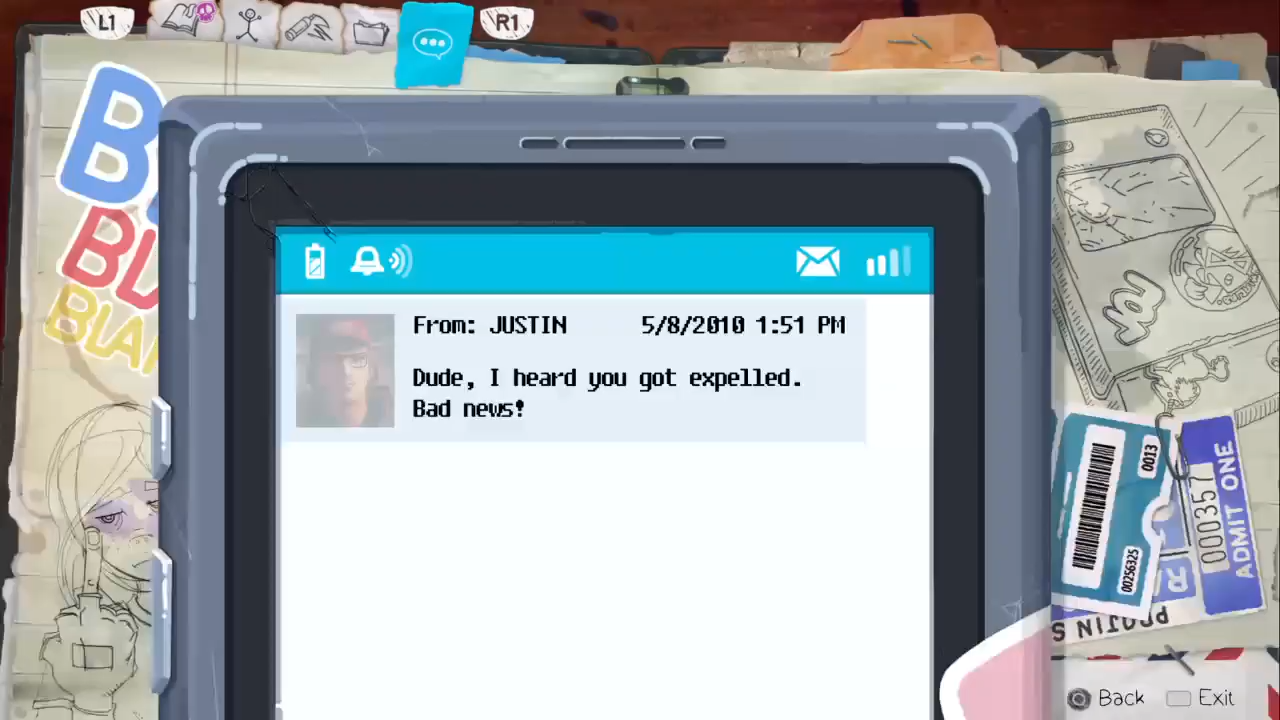 L1
R1
From: JUSTIN 5/8/2010 1:51 PM
Dude, I heard you got expelled.
Bad news!
0013
00256325
000357
ADMIT ONE
Back
Exit